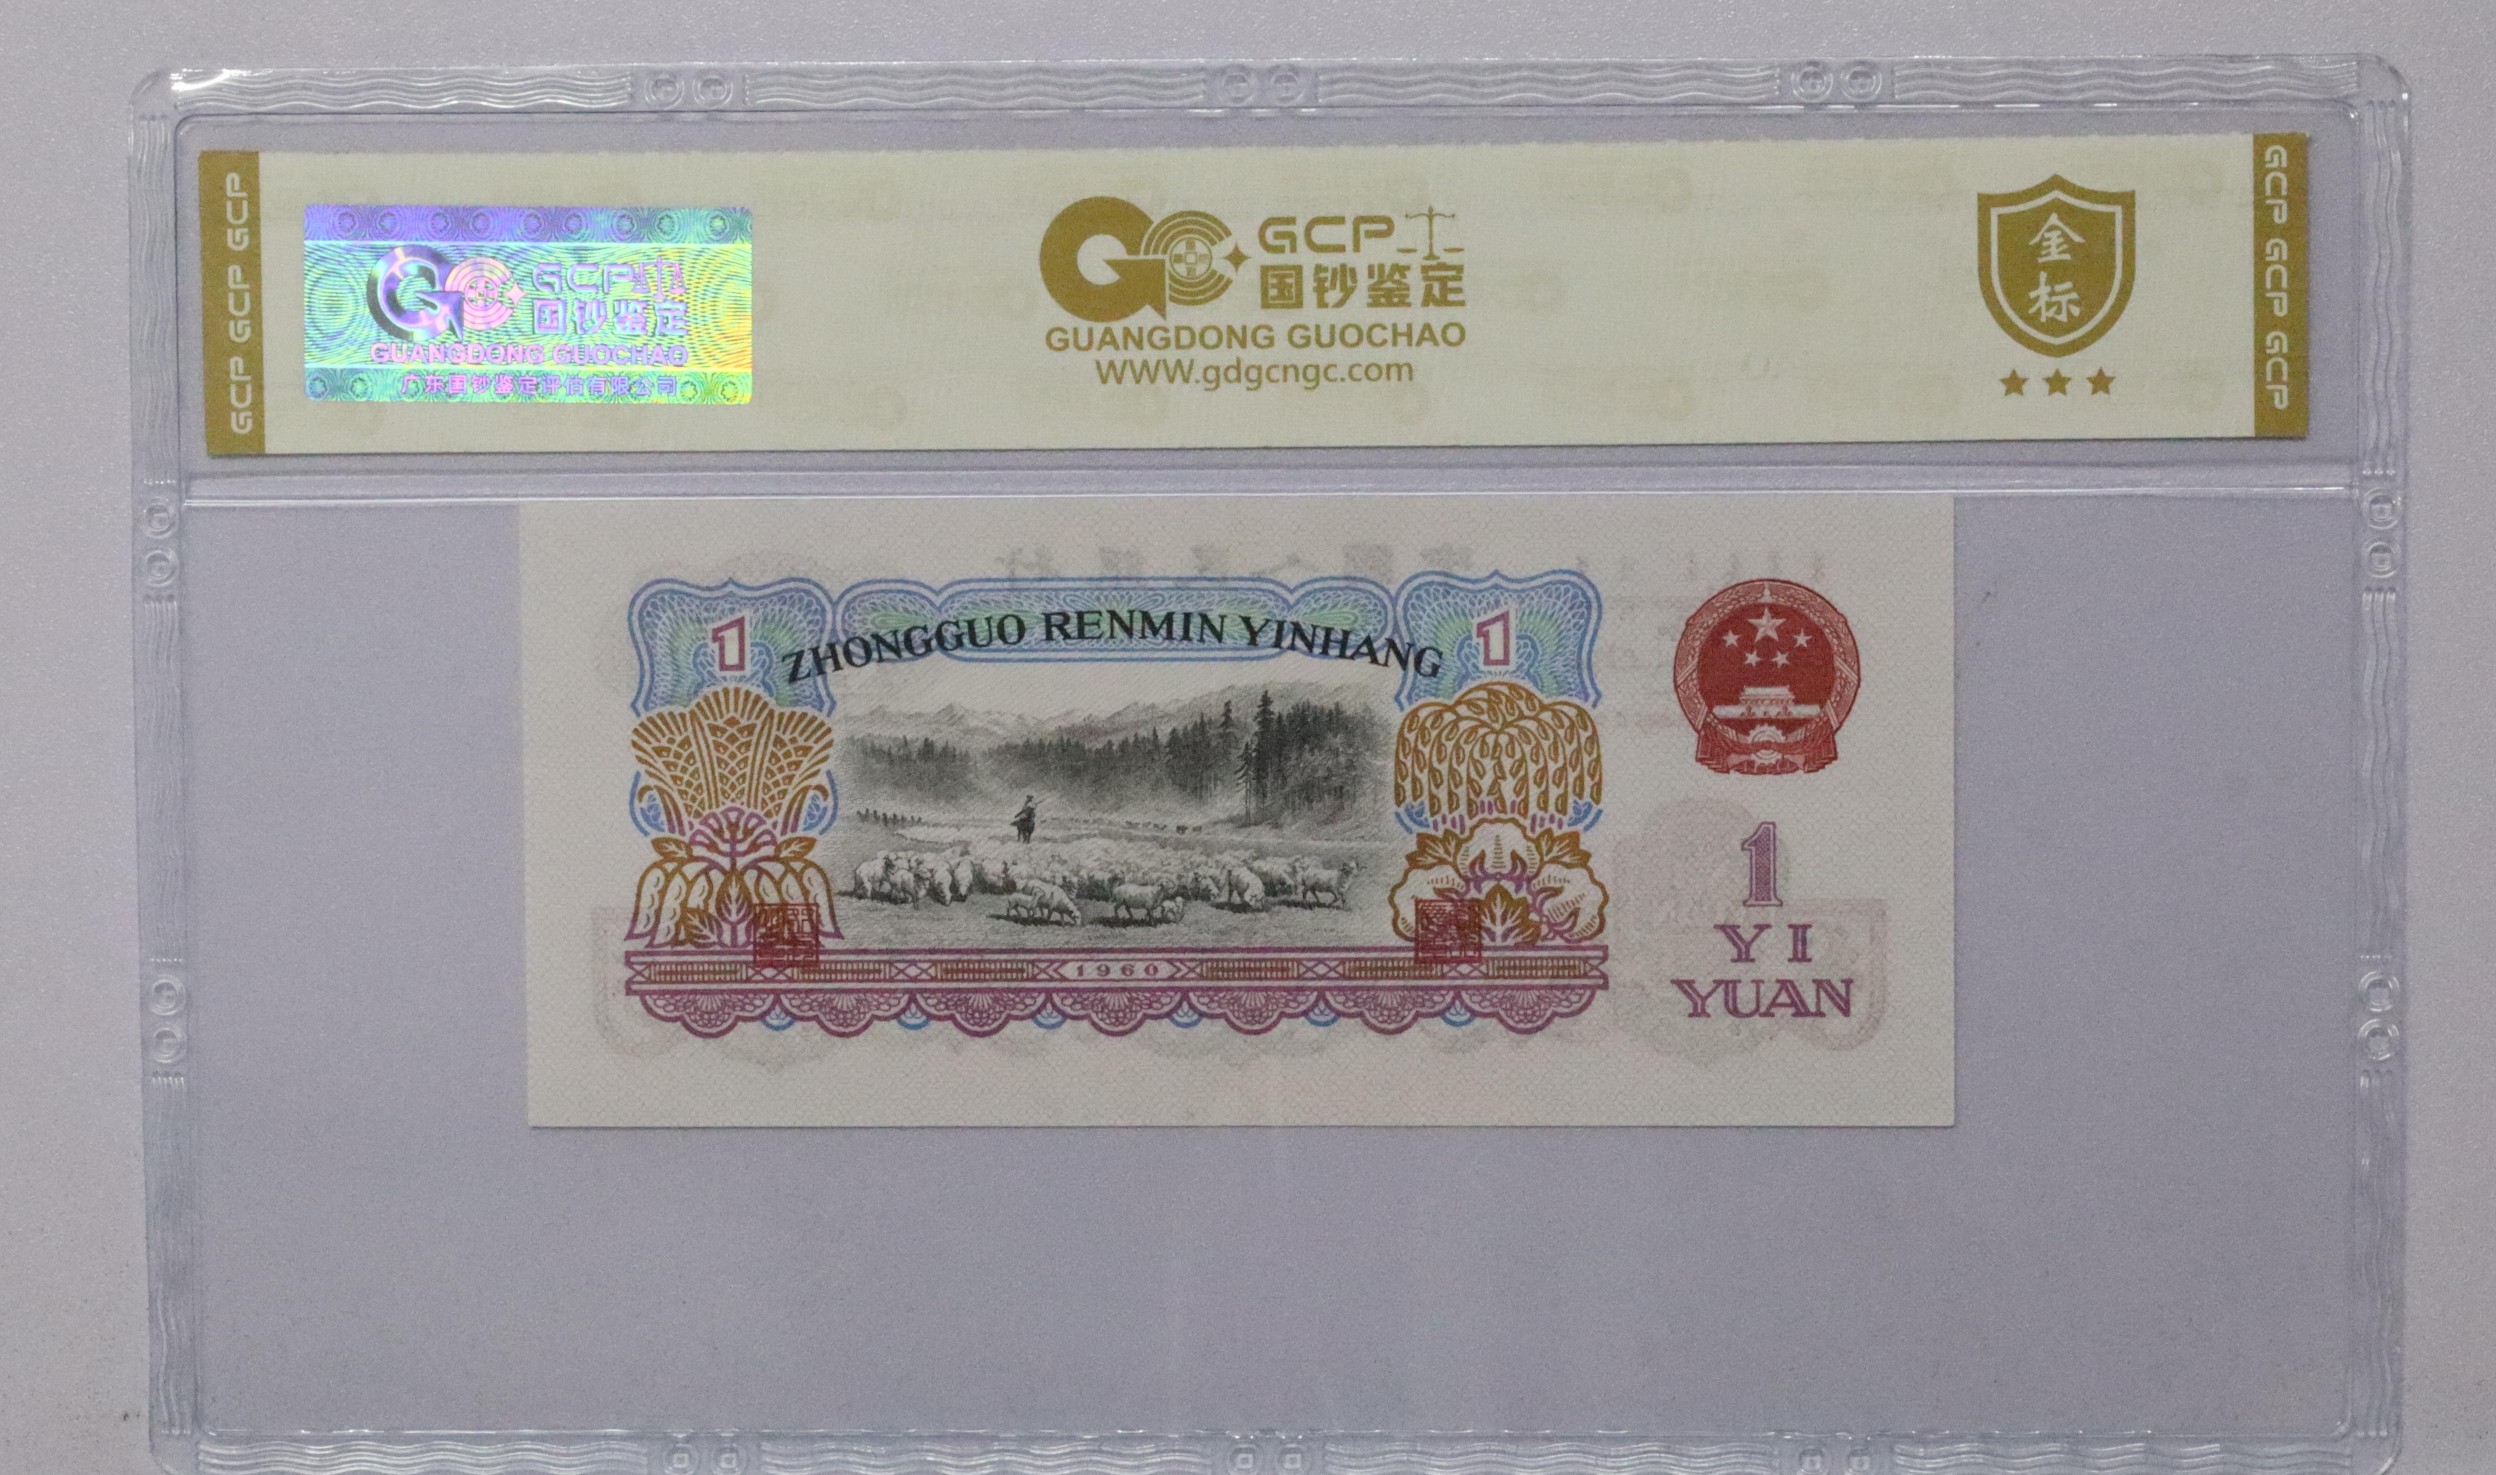 GCP GCP GCP
GCP
国钞鉴定
GUANGDONG GUOCHAO
广东国钞鉴定评估有限公司
GCP
国钞鉴定
GUANGDONG GUOCHAO
WWW.gdgcngc.com
金
标
GCP GCP GCP
1
ZHONGGUO RENMIN YINHANG
1
1
YI
YUAN
1960